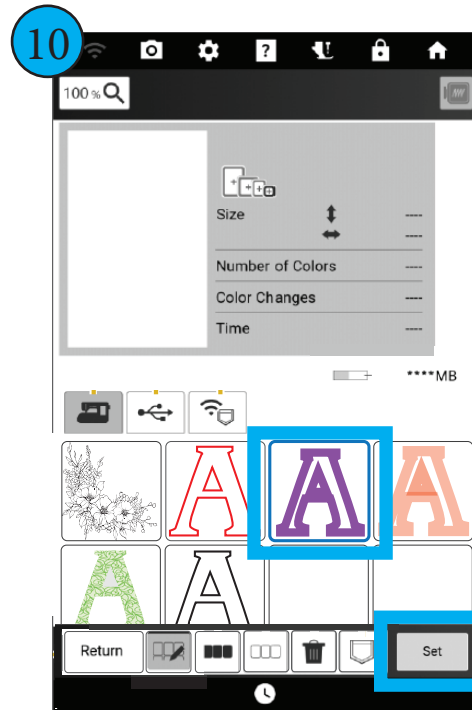 10
?
100 %
Size ----
----
Number of Colors ----
Color Changes ----
Time ----
****MB
A A A
A A
Return Set